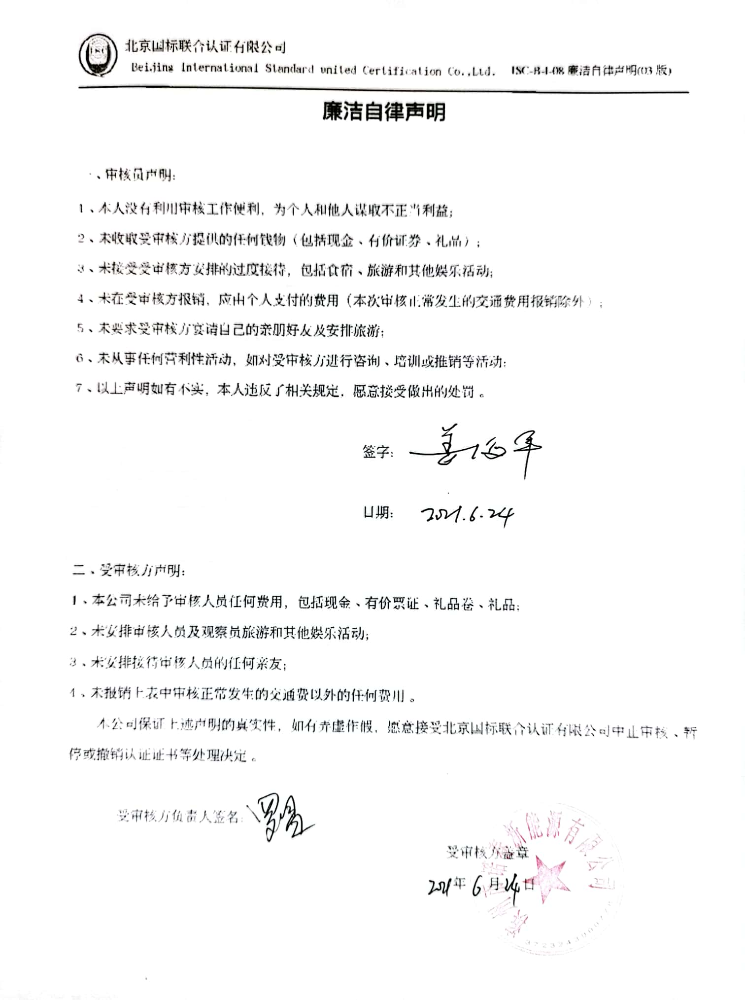 ISC
北京国标联合认证有限公司
Beijing International Standard united Certification Co.,Ltd. ISC-B-I-08 廉洁自律声明(03 版)
廉洁自律声明
一、审核员声明:
1、本人没有利用审核工作便利，为个人和他人谋取不正当利益；
2、未收取受审核方提供的任何钱物（包括现金、有价证券、礼品）；
3、未接受受审核方安排的过度接待，包括食宿、旅游和其他娱乐活动；
4、未在受审核方报销，应由个人支付的费用（本次审核正常发生的交通费用报销除外）；
5、未要求受审核方宴请自己的亲朋好友及安排旅游；
6、未从事任何营利性活动，如对受审核方进行咨询、培训或推销等活动；
7、以上声明如有不实，本人违反了相关规定，愿意接受做出的处罚。
签字：姜海军
日期：2021.6.24
二、受审核方声明:
1、本公司未给予审核人员任何费用，包括现金、有价票证、礼品卷、礼品；
2、未安排审核人员及观察员旅游和其他娱乐活动；
3、未安排接待审核人员的任何亲友；
4、未报销上表中审核正常发生的交通费以外的任何费用。
本公司保证上述声明的真实性，如有弄虚作假，愿意接受北京国标联合认证有限公司中止审核、暂
停或撤销认证证书等处理决定。
受审核方负责人签名:
受审核方盖章
2021年6月24日
新能源有限公司